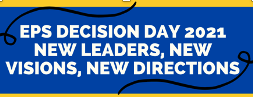 EPS DECISION DAY 2021
NEW LEADERS, NEW
VISIONS, NEW DIRECTIONS